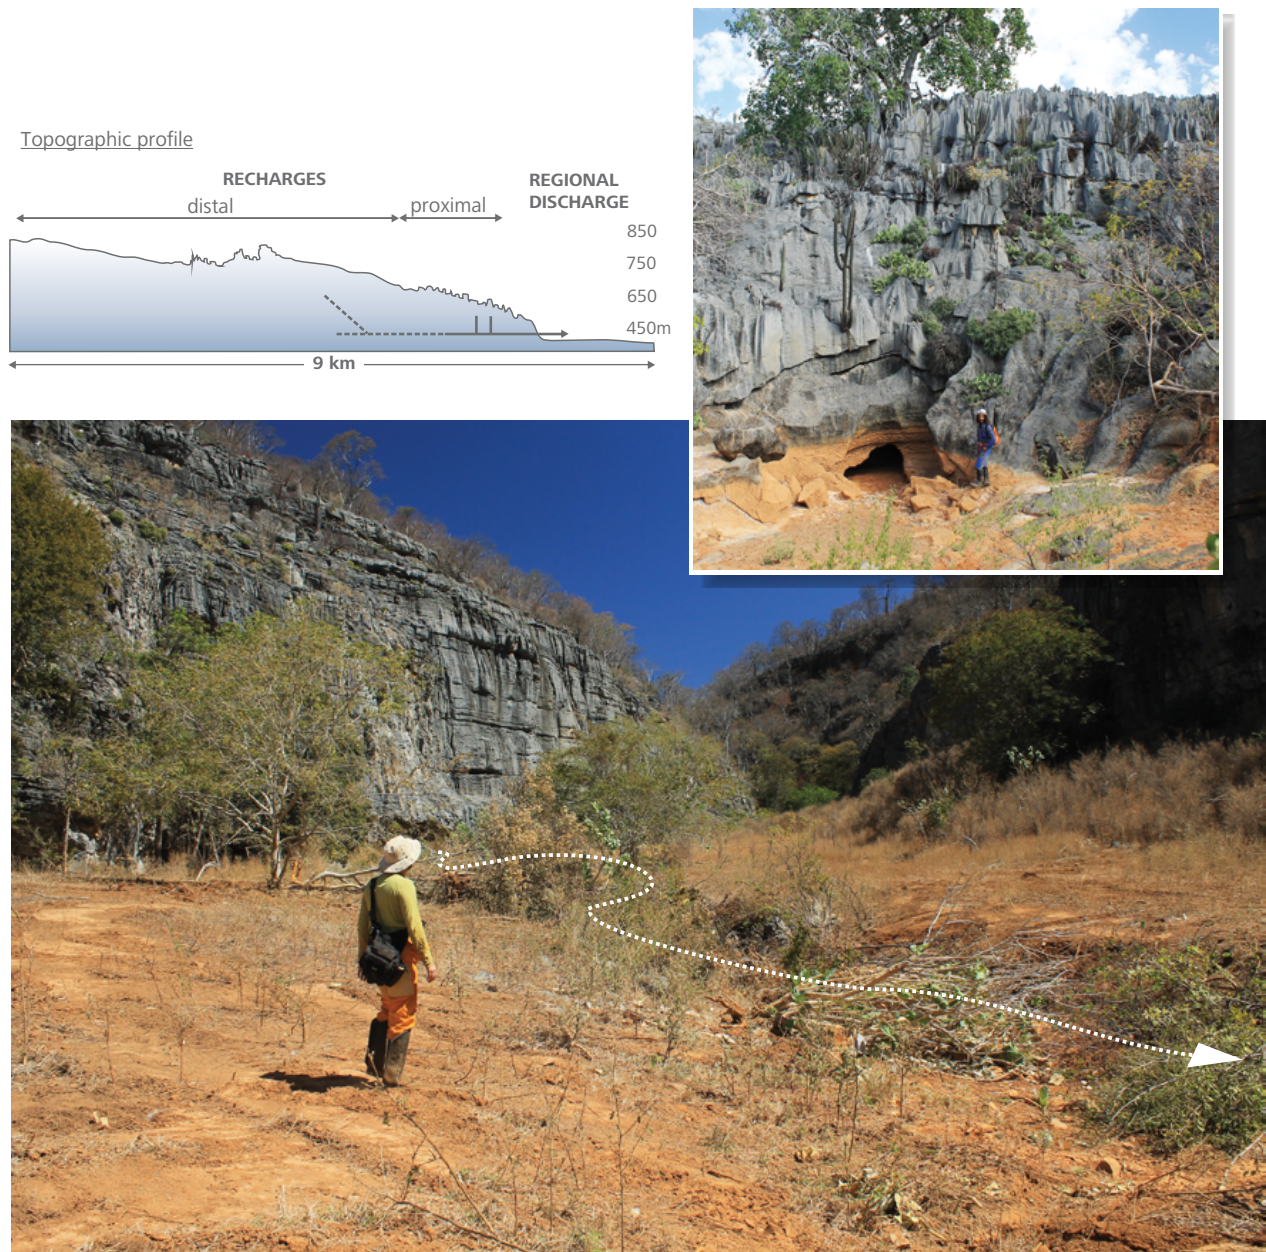 Topographic profile
RECHARGES
distal
proximal
REGIONAL
DISCHARGE
850
750
650
450m
9 km